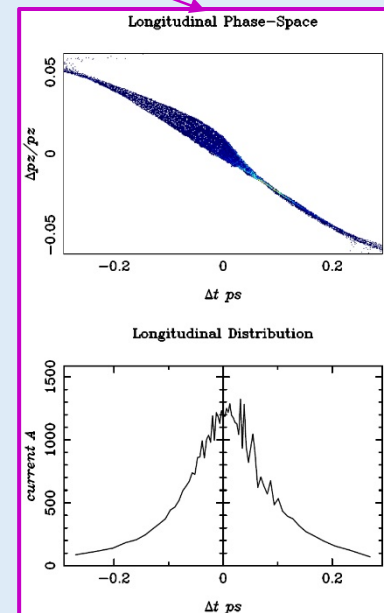 Longitudinal Phase-Space
0.05
0
-0.05
Δpz/pz
-0.2 0 0.2
Δt ps
Longitudinal Distribution
1500
1000
500
0
current A
-0.2 0 0.2
Δt ps